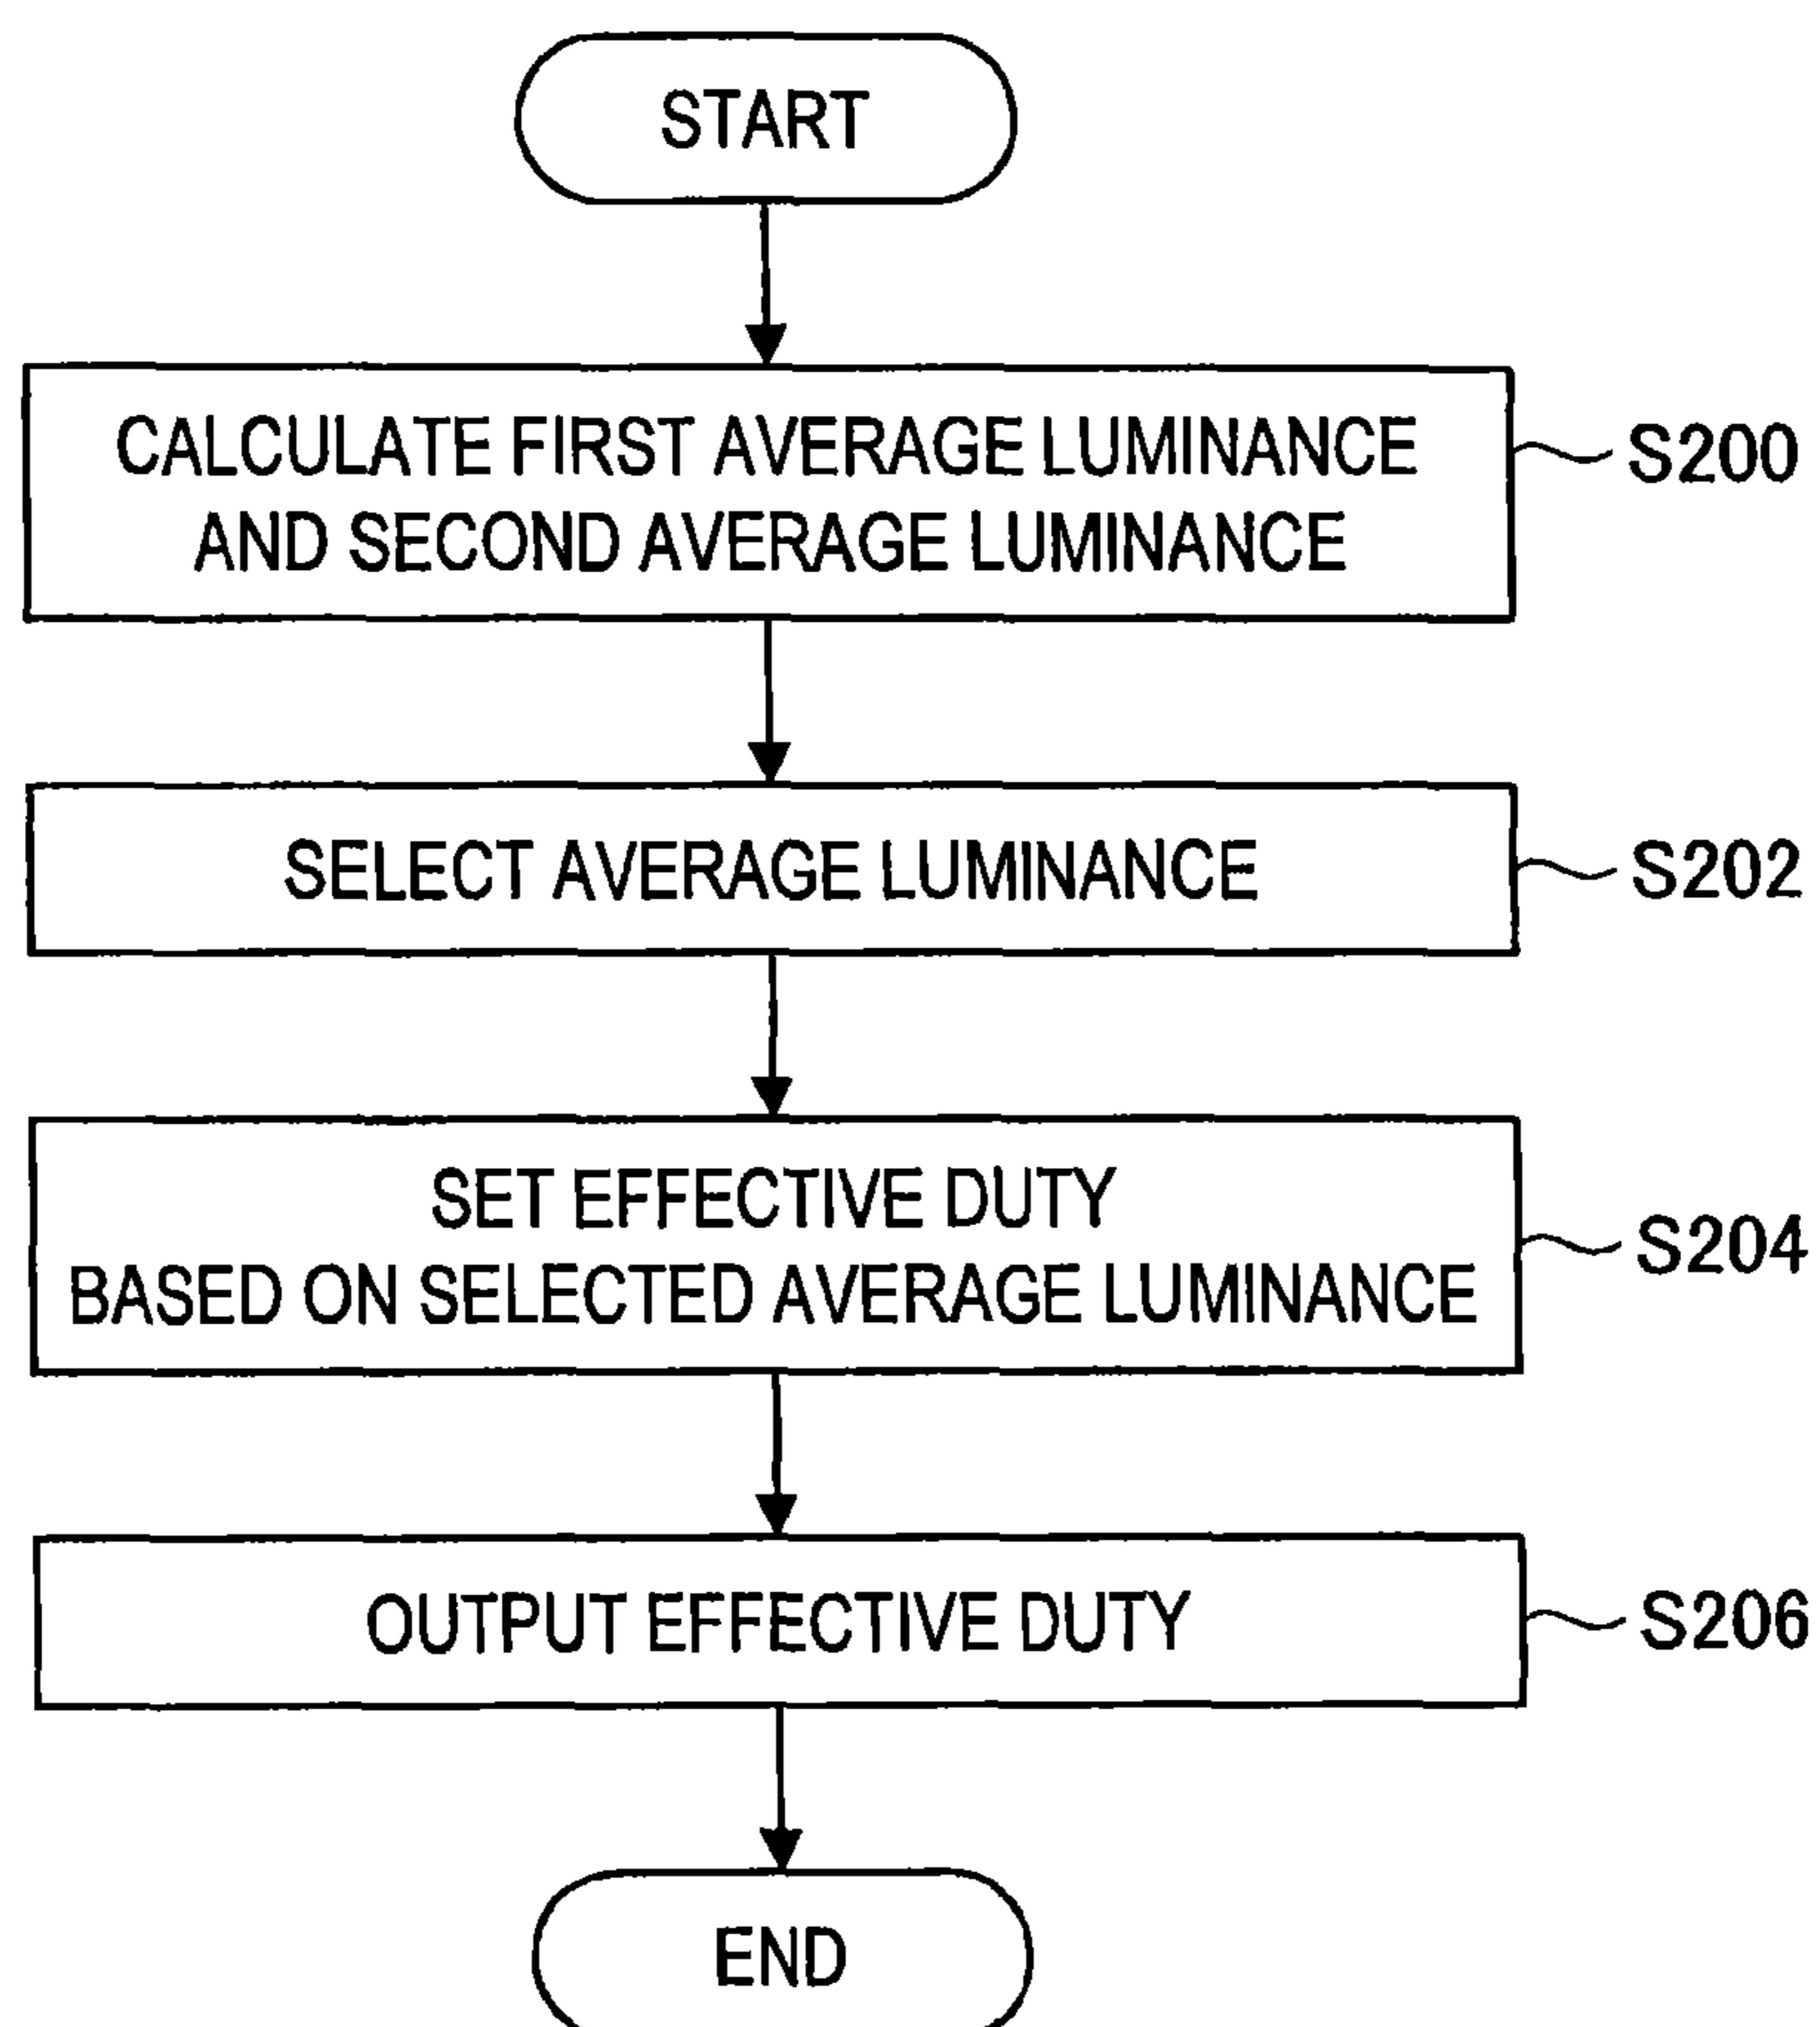 START
CALCULATE FIRST AVERAGE LUMINANCE
AND SECOND AVERAGE LUMINANCE
S200
SELECT AVERAGE LUMINANCE
S202
SET EFFECTIVE DUTY
BASED ON SELECTED AVERAGE LUMINANCE
S204
OUTPUT EFFECTIVE DUTY
S206
END